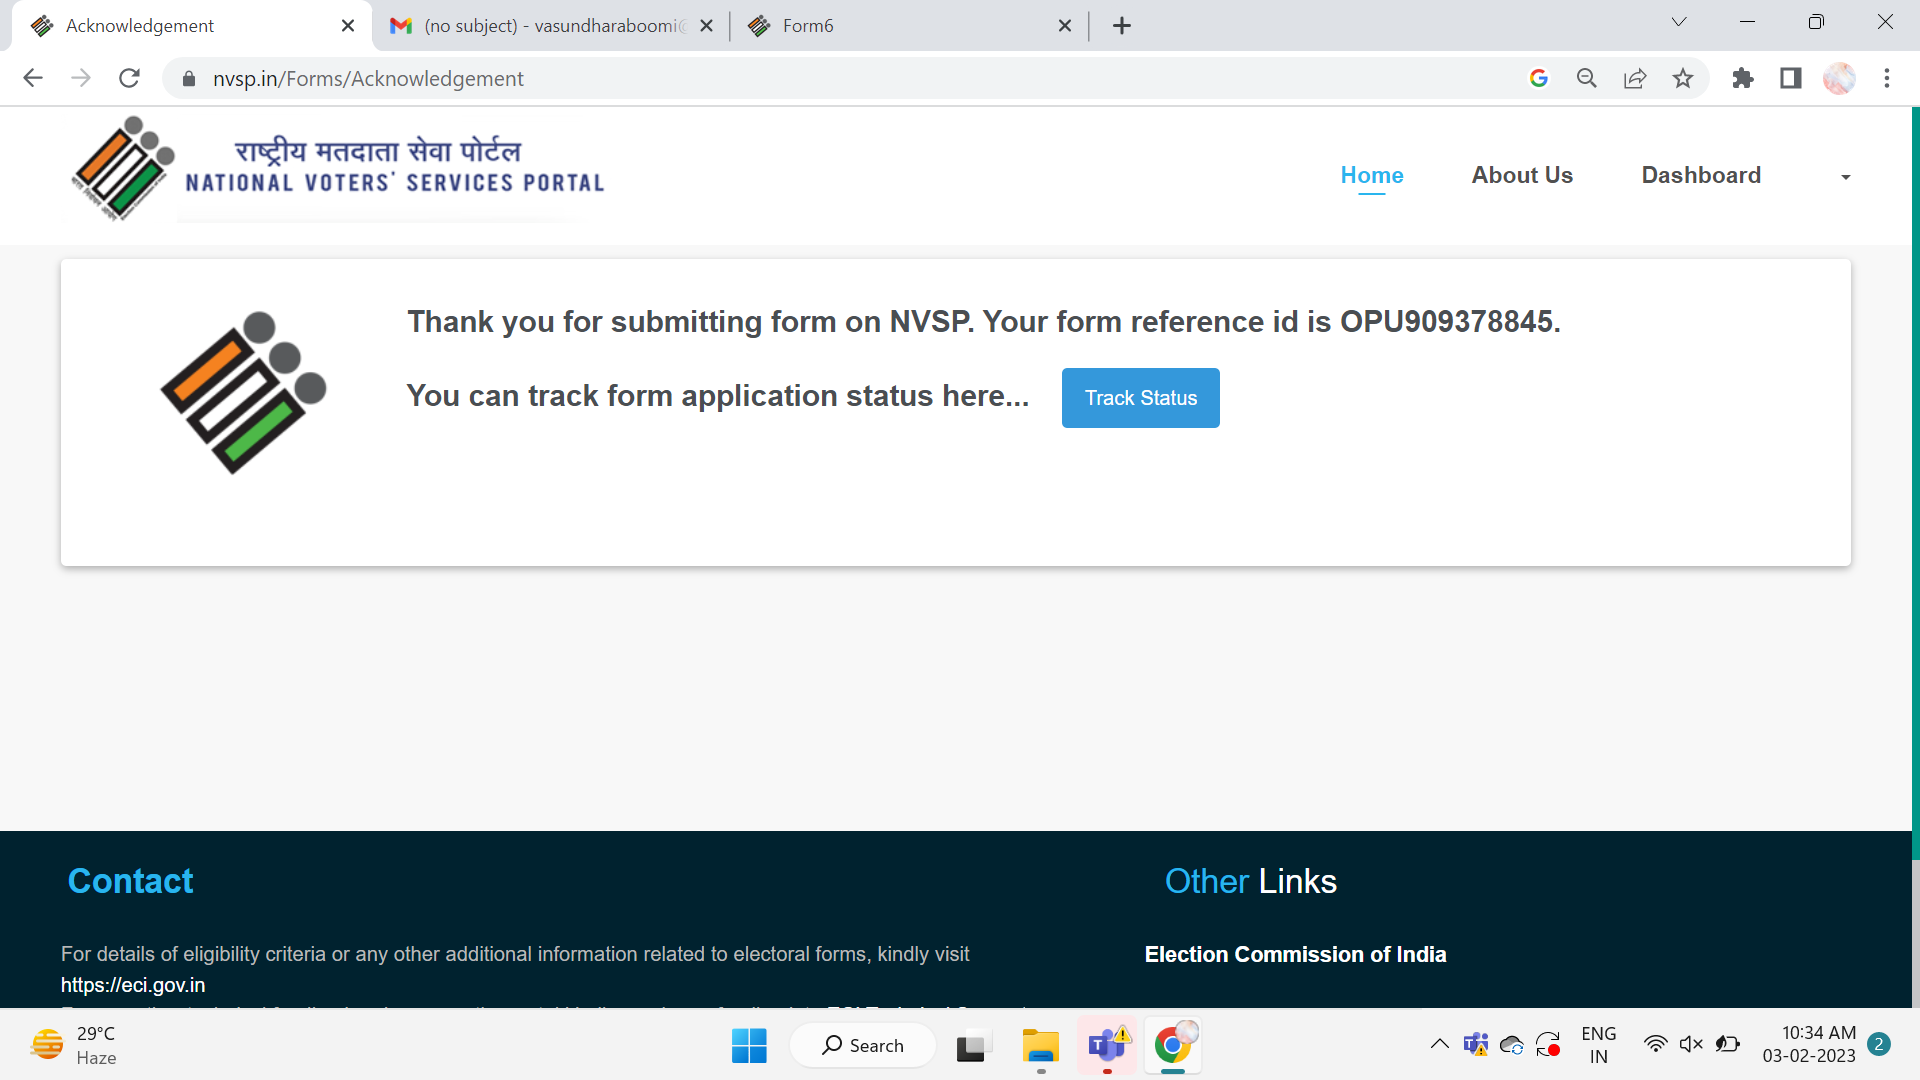 Acknowledgement
(no subject) - vasundharaboomi
Form6
nvsp.in/Forms/Acknowledgement
राष्ट्रीय मतदाता सेवा पोर्टल
NATIONAL VOTERS' SERVICES PORTAL
Home
About Us
Dashboard
Thank you for submitting form on NVSP. Your form reference id is OPU909378845.
You can track form application status here...
Track Status
Contact
Other Links
For details of eligibility criteria or any other additional information related to electoral forms, kindly visit
https://eci.gov.in
Election Commission of India
29°C
Haze
Search
ENG
IN
10:34 AM
03-02-2023
2